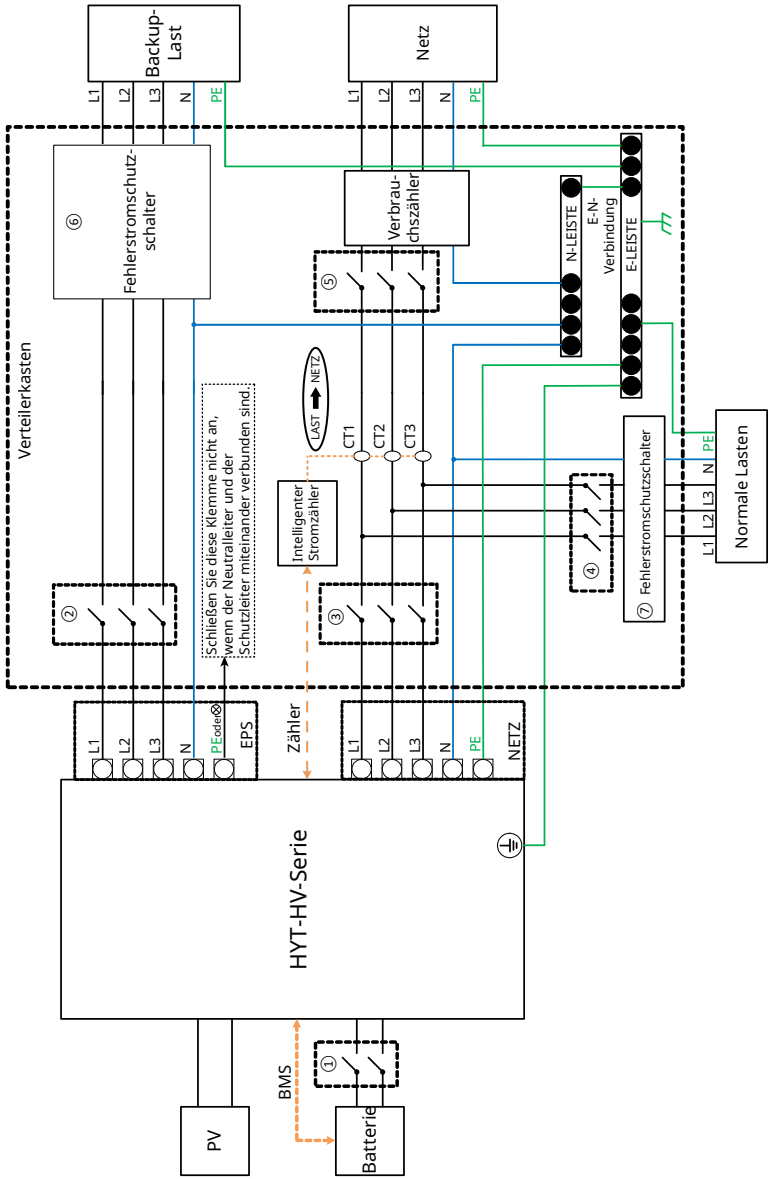 Backup-
Last
L1
L2
L3
N
PE
Netz
L1
L2
L3
N
PE
Verteilerkasten
⑥
Fehlerstromschutz-
schalter
Verbrau-
chszähler
⑤
N-LEISTE
E-N-
Verbindung
E-LEISTE
LAST
NETZ
CT1
CT2
CT3
Intelligenter
Stromzähler
Schließen Sie diese Klemme nicht an,
wenn der Neutralleiter und der
Schutzleiter miteinander verbunden sind.
②
③
④
⑦ Fehlerstromschutzschalter
L1
L2
L3
N
PE
Normale Lasten
L1
L2
L3
N
PE oder
EPS
Zähler
L1
L2
L3
N
PE
NETZ
HYT-HV-Serie
BMS
①
PV
Batterie